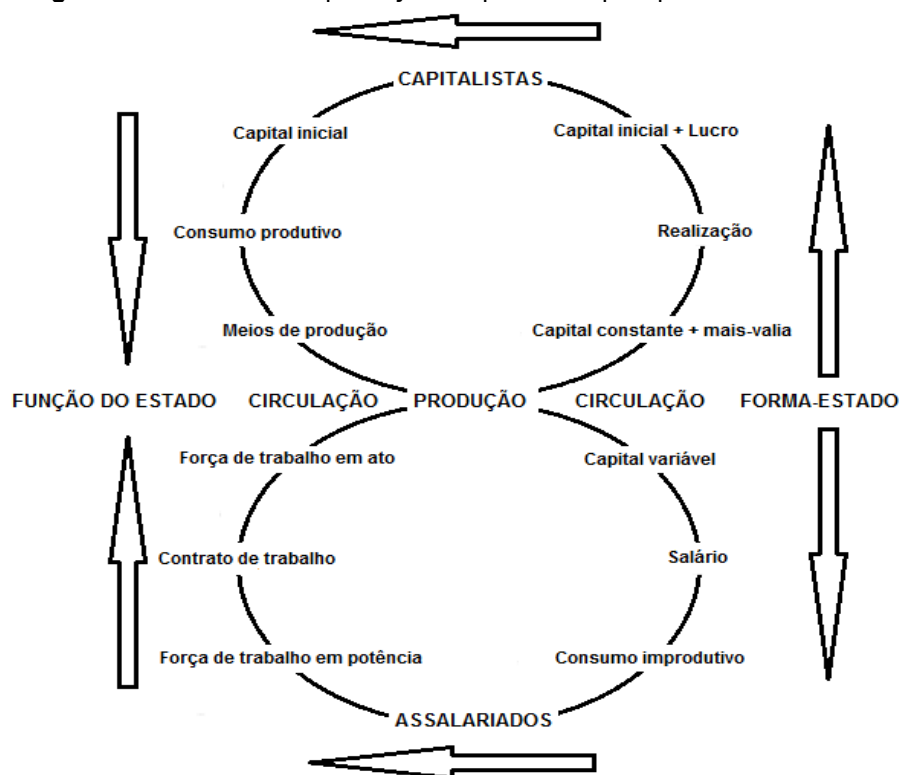 CAPITALISTAS
Capital inicial
Capital inicial + Lucro
Consumo produtivo
Realização
Meios de produção
Capital constante + mais-valia
FUNÇÃO DO ESTADO
CIRCULAÇÃO
PRODUÇÃO
CIRCULAÇÃO
FORMA-ESTADO
Força de trabalho em ato
Capital variável
Contrato de trabalho
Salário
Força de trabalho em potência
Consumo improdutivo
ASSALARIADOS